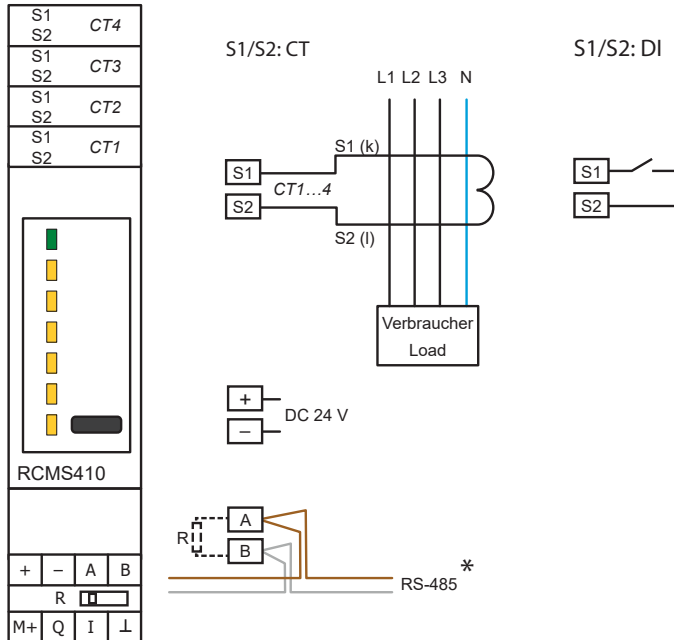 S1
S2
CT4
S1
S2
CT3
S1
S2
CT2
S1
S2
CT1
RCMS410
+ − A B
R
M+ Q I ⊥
S1/S2: CT
L1 L2 L3 N
S1 (k)
S1
CT1...4
S2
S2 (l)
Verbraucher
Load
+
DC 24 V
−
A
R
B
RS-485 *
S1/S2: DI
S1
S2